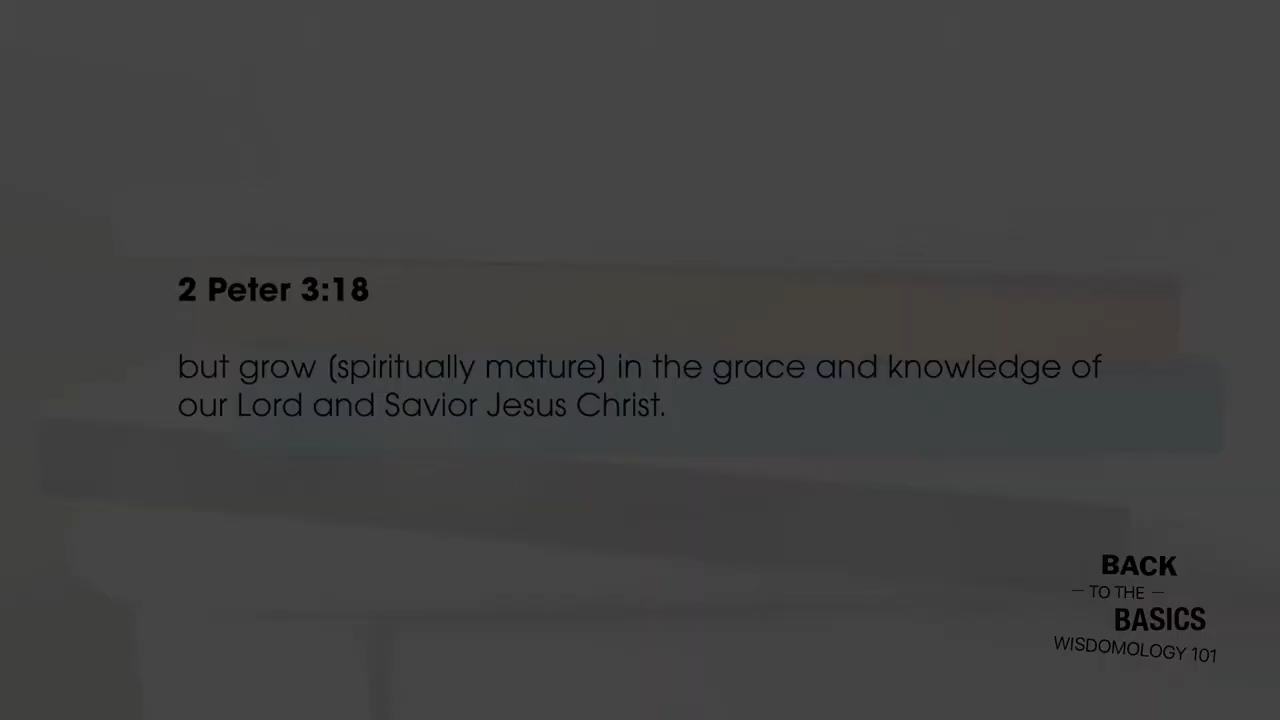 2 Peter 3:18
but grow (spiritually mature) in the grace and knowledge of
our Lord and Savior Jesus Christ.
BACK
— TO THE —
BASICS
WISDOMOLOGY 101